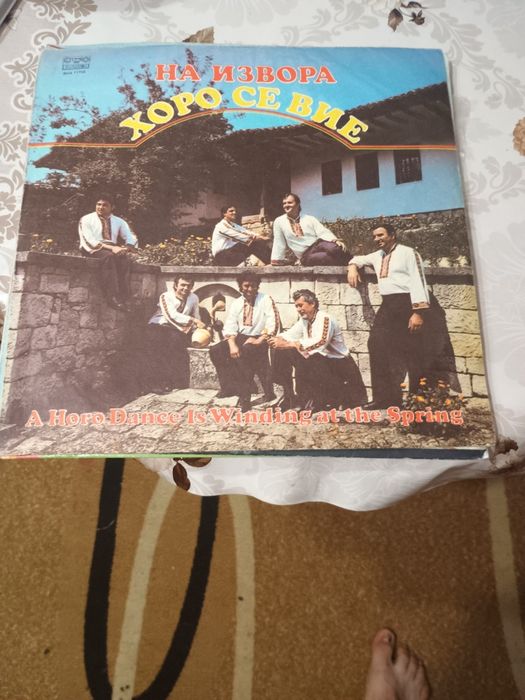 НА ИЗВОРА
ХОРО СЕ ВИЕ
A Horo Dance Is Winding at the Spring